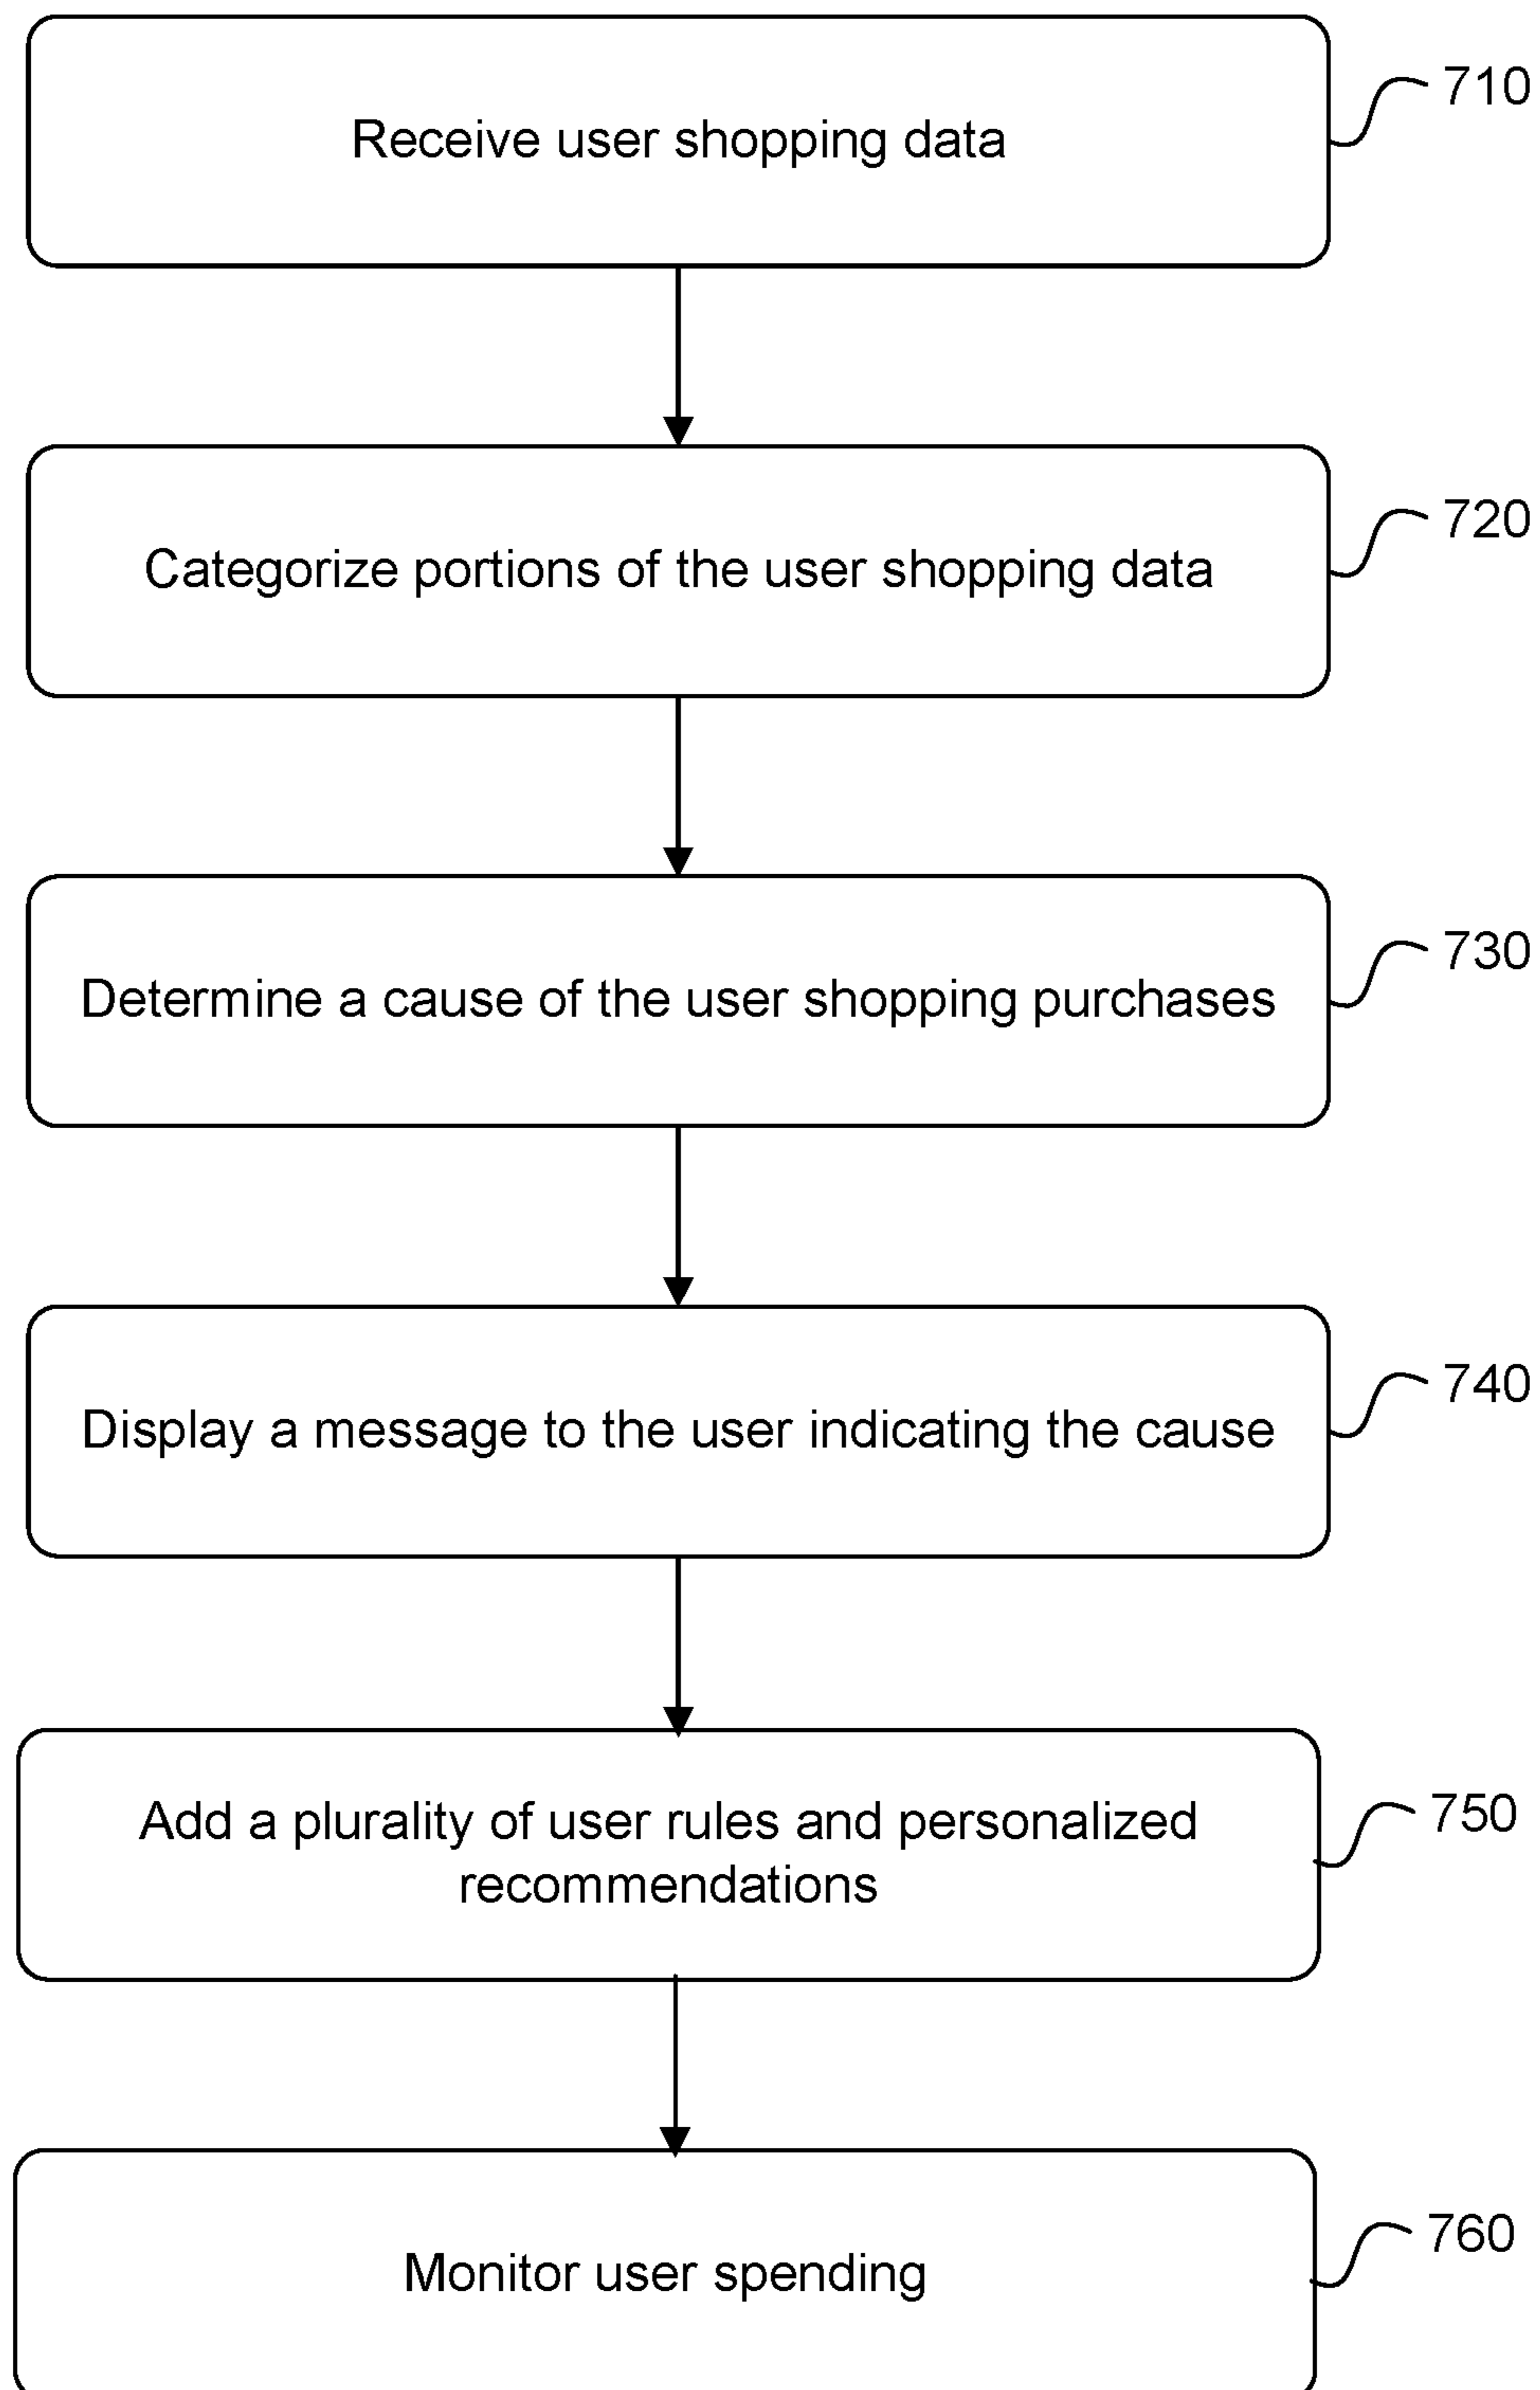 Receive user shopping data
710
Categorize portions of the user shopping data
720
Determine a cause of the user shopping purchases
730
Display a message to the user indicating the cause
740
Add a plurality of user rules and personalized
recommendations
750
Monitor user spending
760